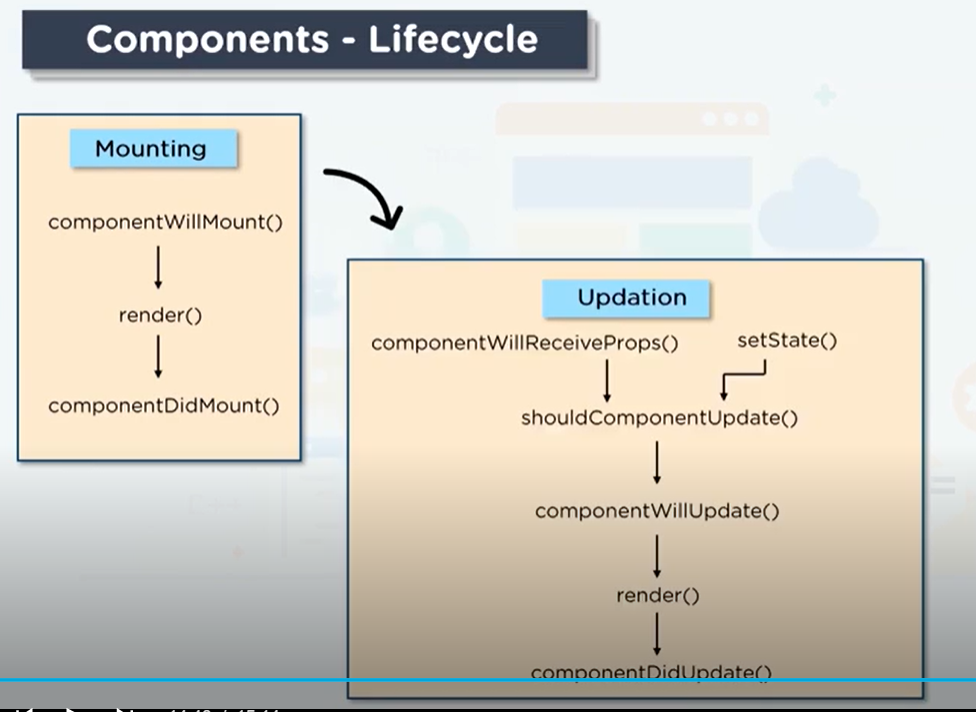 Components - Lifecycle
Mounting
componentWillMount()
render()
componentDidMount()
Updation
componentWillReceiveProps()
setState()
shouldComponentUpdate()
componentWillUpdate()
render()
componentDidUpdate()